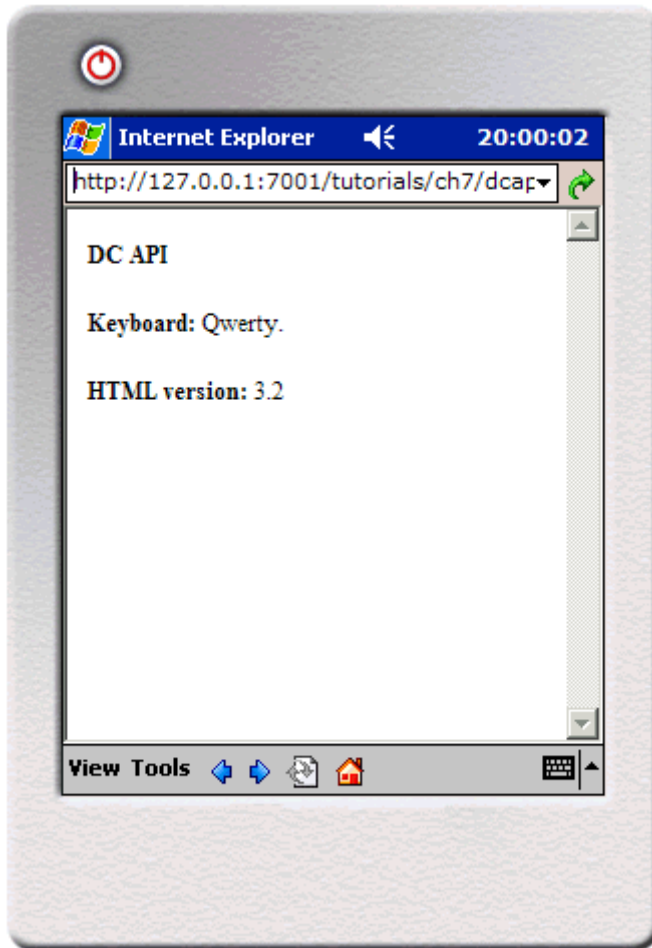 Internet Explorer 20:00:02
http://127.0.0.1:7001/tutorials/ch7/dcap
DC API
Keyboard: Qwerty.
HTML version: 3.2
View Tools